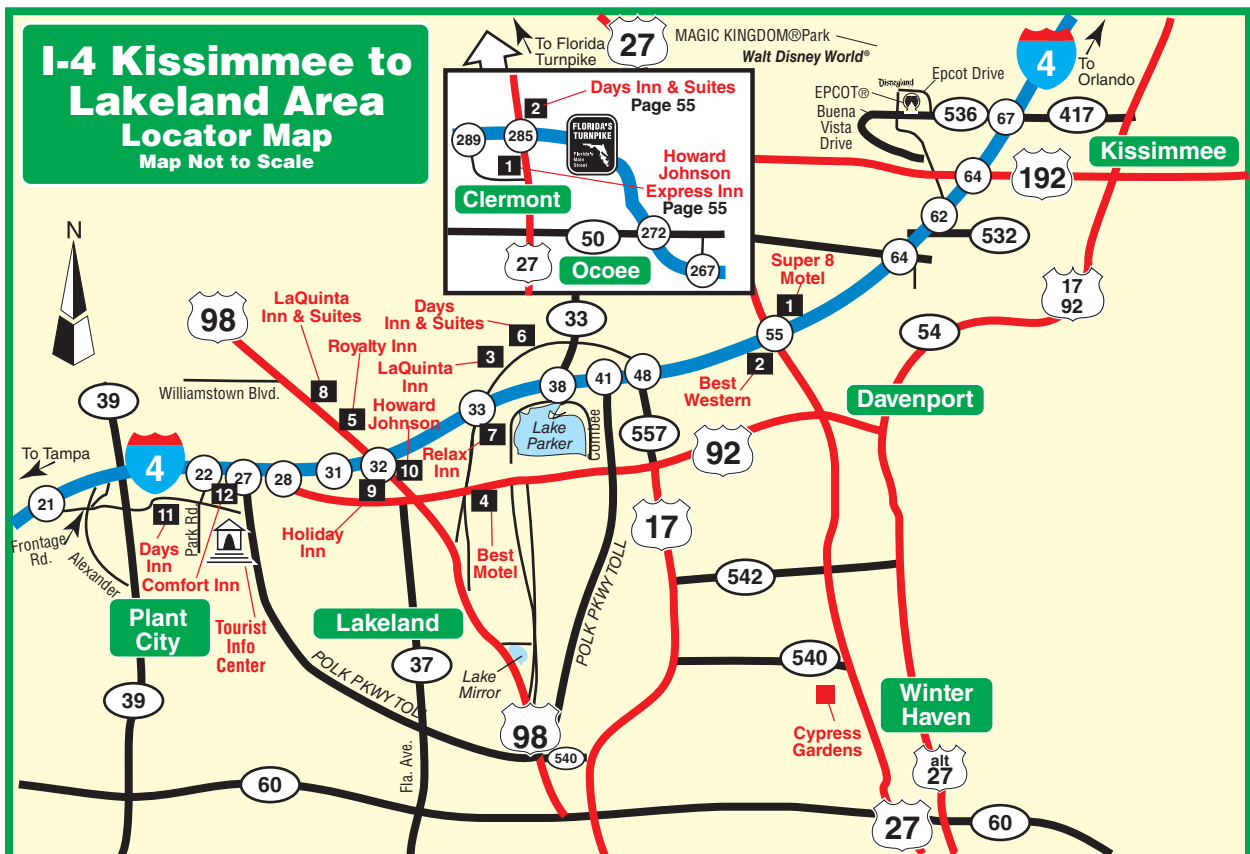 I-4 Kissimmee to
Lakeland Area
Locator Map
Map Not to Scale
To Florida
Turnpike
27
MAGIC KINGDOM®Park
Walt Disney World®
4
To
Orlando
Disneyland
Epcot Drive
EPCOT®
Buena
Vista
Drive
536
67
417
Kissimmee
64
192
62
532
64
17
92
2
Days Inn & Suites
Page 55
289
285
FLORIDA'S
TURNPIKE
Florida's
Main
Street
1
Howard
Johnson
Express Inn
Page 55
Clermont
50
272
27
Ocoee
267
N
98
LaQuinta
Inn & Suites
Days
Inn & Suites
6
33
Super 8
Motel
1
55
54
Royalty Inn
3
LaQuinta
Inn
Williamstown Blvd.
8
5
Howard
Johnson
38
41
48
2
Best
Western
Davenport
39
33
Lake
Parker
Combee
557
92
7
Relax
Inn
To Tampa
4
22
27
28
31
32
10
9
4
21
12
11
Park Rd.
Frontage
Rd.
Alexander
Days
Inn
Comfort Inn
Holiday
Inn
Best
Motel
17
542
Plant
City
Tourist
Info
Center
Lakeland
POLK PKWY TOLL
POLK PKWY TOLL
37
Lake
Mirror
540
39
98
540
Cypress
Gardens
Winter
Haven
Fla. Ave.
60
alt
27
27
60